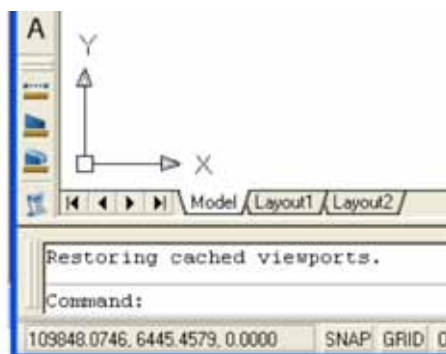 A
Y
X
Model Layout1 Layout2
Restoring cached viewports.
Command:
109848.0746, 6445.4579, 0.0000 SNAP GRID